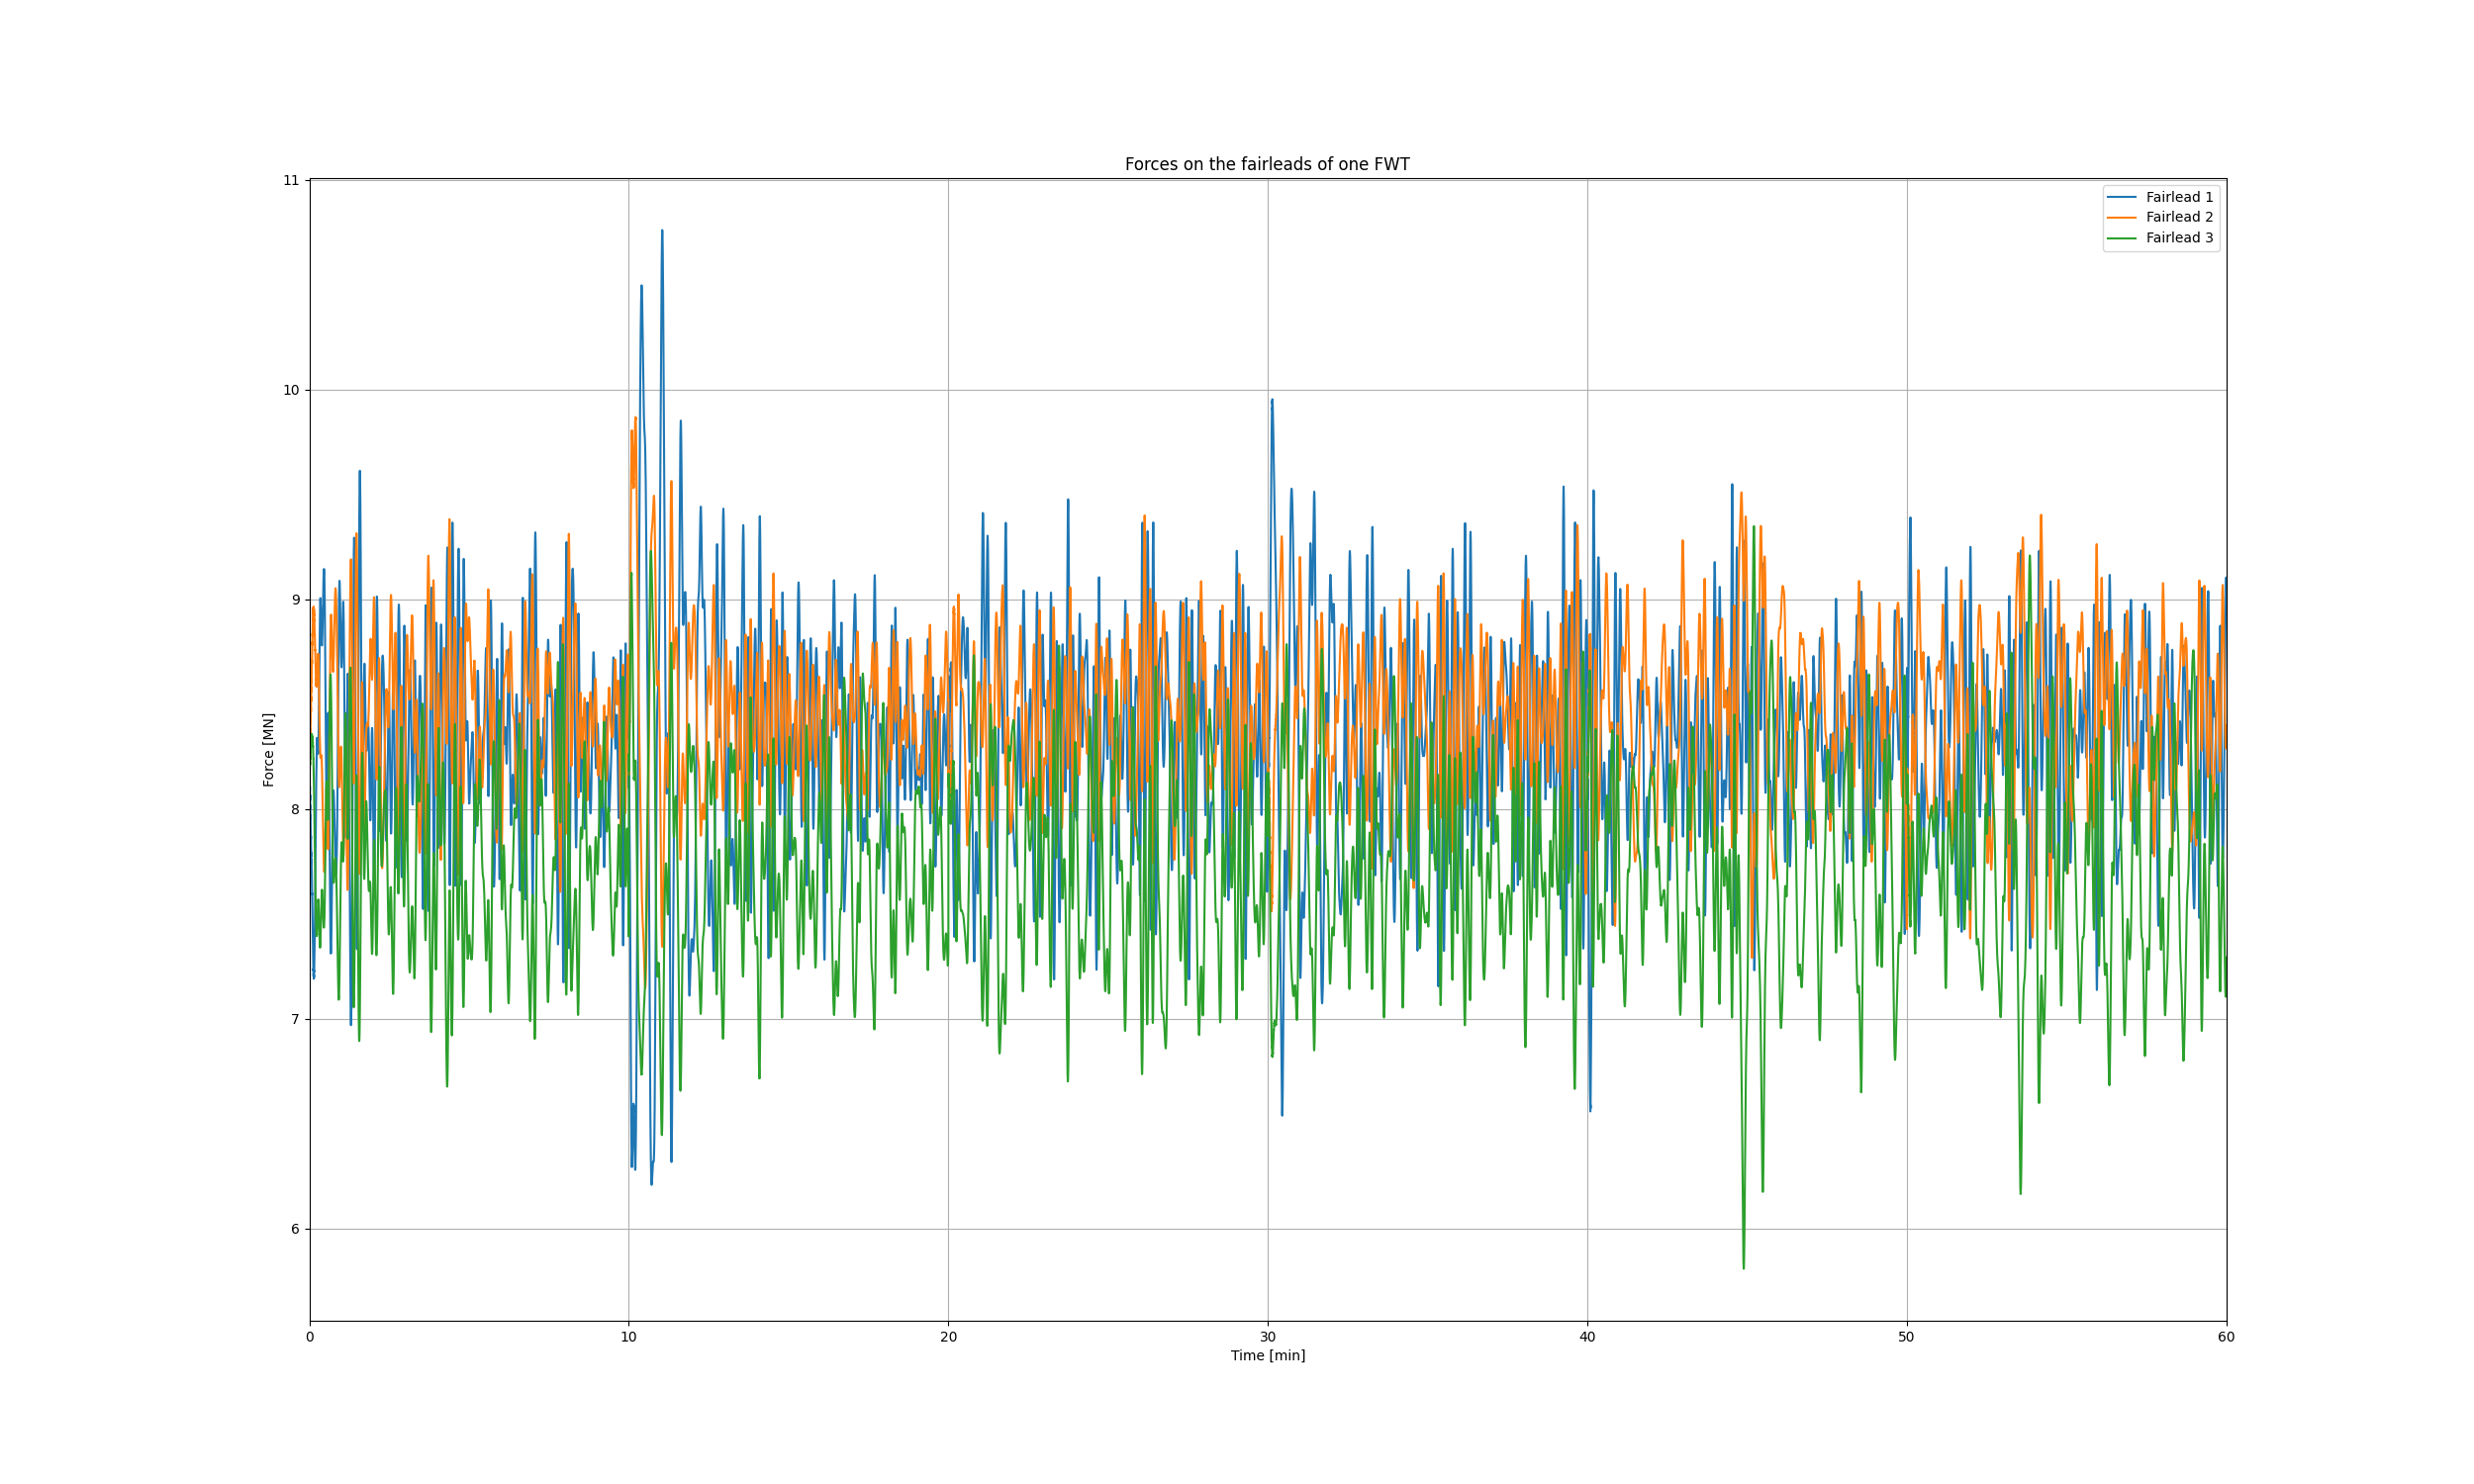 Forces on the fairleads of one FWT
Fairlead 1
Fairlead 2
Fairlead 3
Force [MN]
11
10
9
8
7
6
0 10 20 30 40 50 60
Time [min]